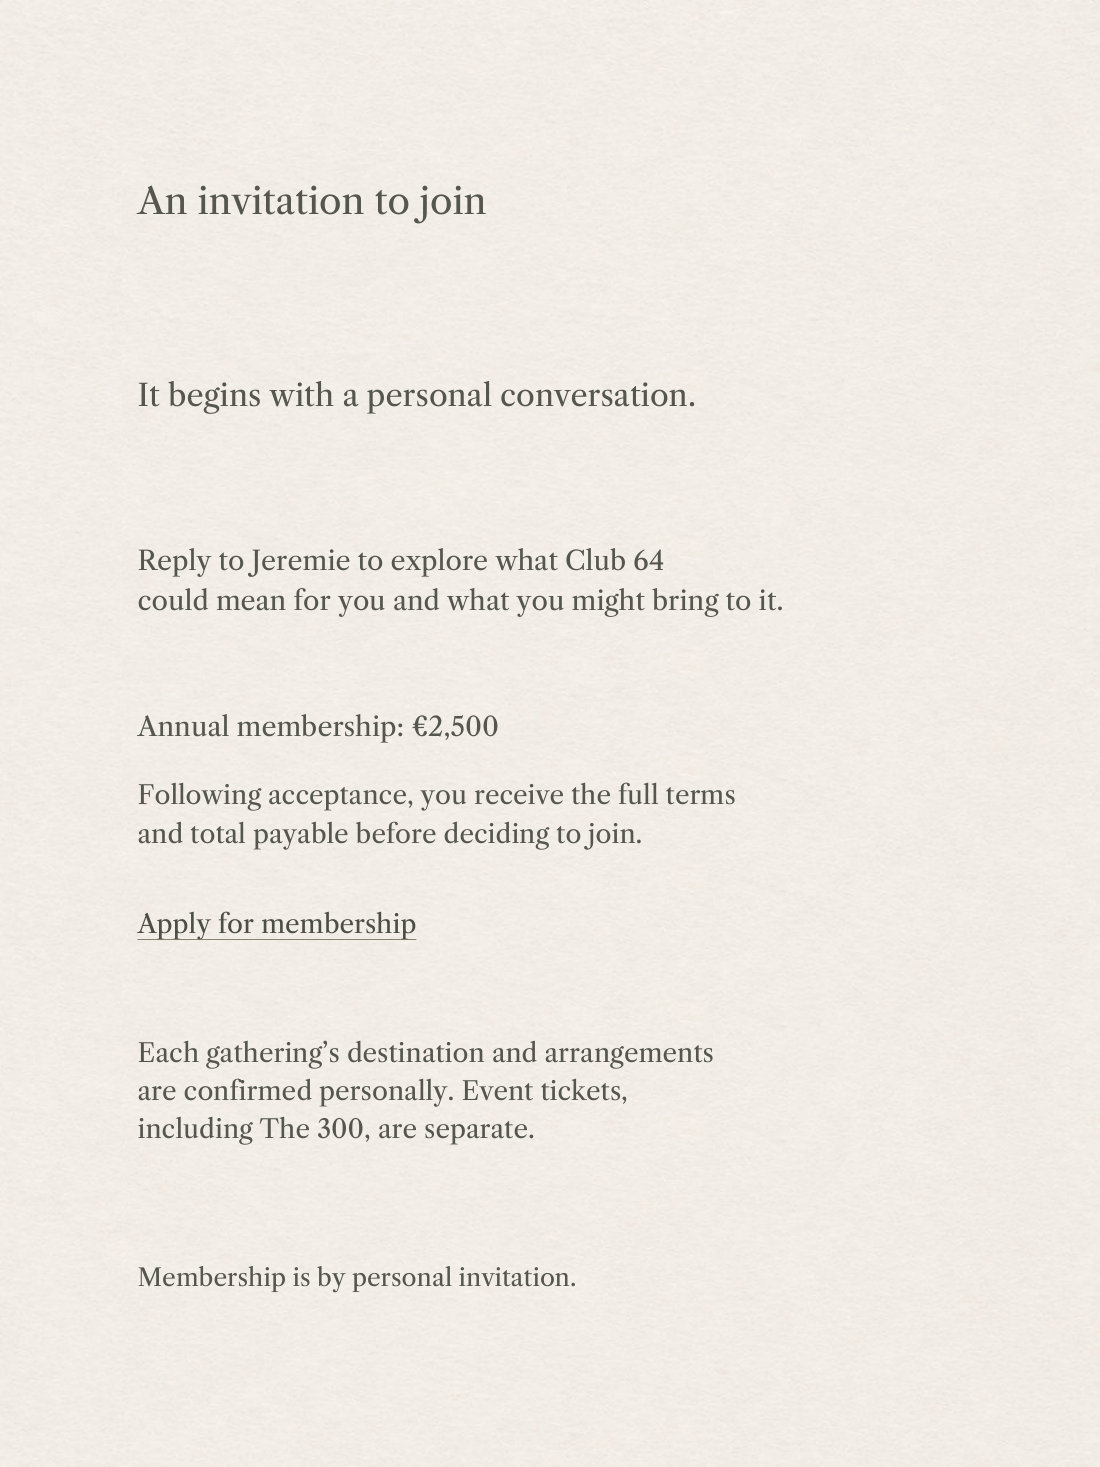 An invitation to join
It begins with a personal conversation.
Reply to Jeremie to explore what Club 64
could mean for you and what you might bring to it.
Annual membership: €2,500
Following acceptance, you receive the full terms
and total payable before deciding to join.
Apply for membership
Each gathering’s destination and arrangements
are confirmed personally. Event tickets,
including The 300, are separate.
Membership is by personal invitation.